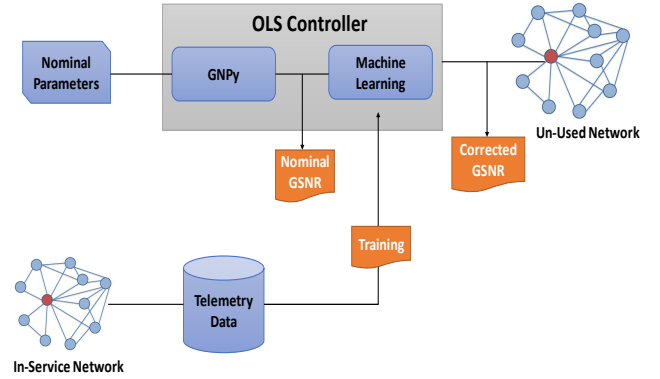 OLS Controller
Nominal
Parameters
GNPy
Machine
Learning
Un-Used Network
Nominal
GSNR
Corrected
GSNR
Training
Telemetry
Data
In-Service Network